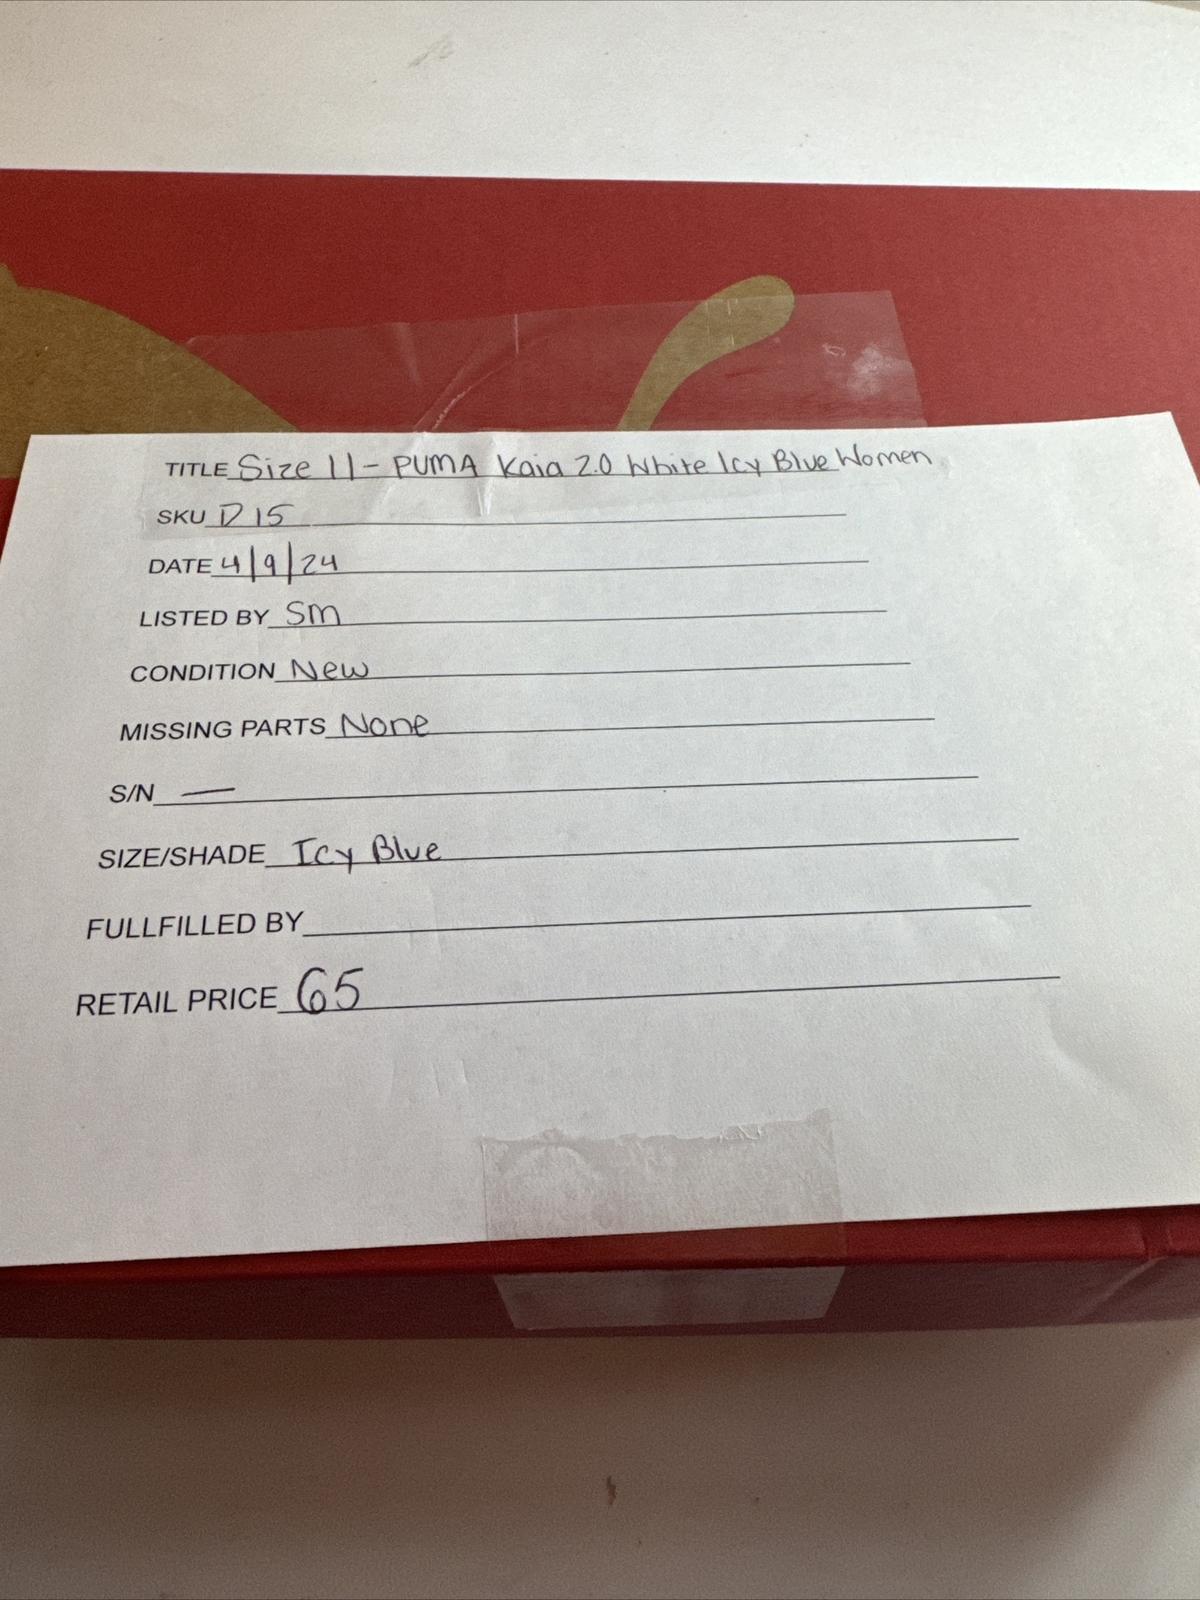 TITLE Size 11 - PUMA Kaia 2.0 White Icy Blue Women
SKU D15
DATE 4/9/24
LISTED BY SM
CONDITION New
MISSING PARTS None
S/N —
SIZE/SHADE Icy Blue
FULLFILLED BY
RETAIL PRICE 65